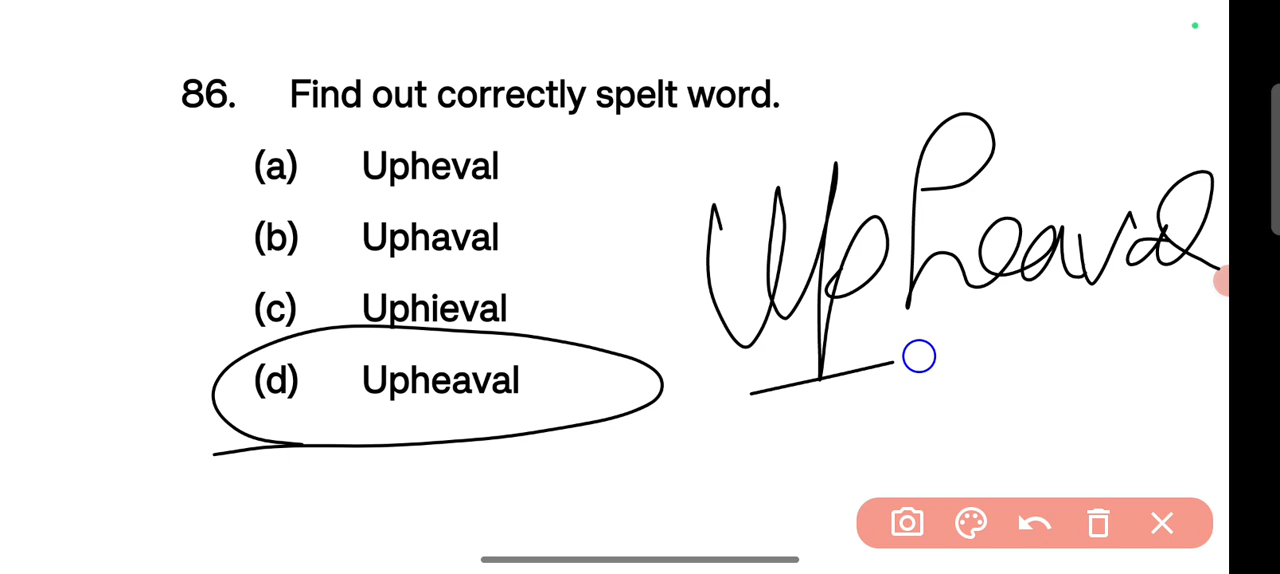 86. Find out correctly spelt word.
(a) Upheval
(b) Uphaval
(c) Uphieval
(d) Upheaval
Upheaval